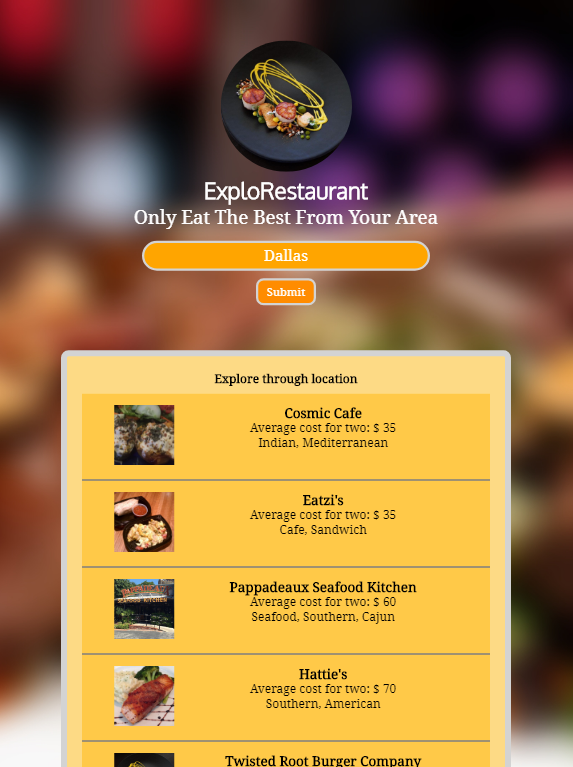 ExploRestaurant
Only Eat The Best From Your Area
Dallas
Submit
Explore through location
Cosmic Cafe
Average cost for two: $ 35
Indian, Mediterranean
Eatzi's
Average cost for two: $ 35
Cafe, Sandwich
Pappadeaux Seafood Kitchen
Average cost for two: $ 60
Seafood, Southern, Cajun
Hattie's
Average cost for two: $ 70
Southern, American
Twisted Root Burger Company